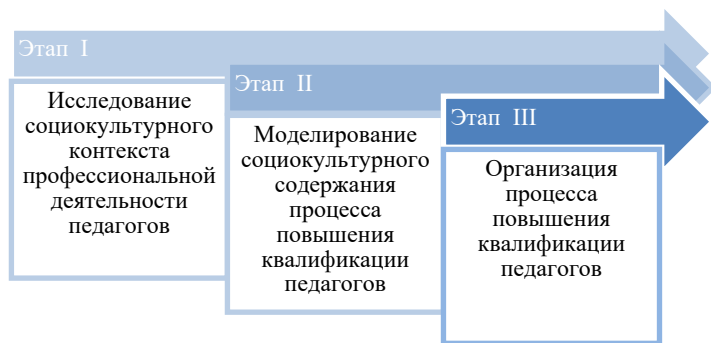 Этап I
Исследование
социокультурного
контекста
профессиональной
деятельности
педагогов
Этап II
Моделирование
социокультурного
содержания
процесса
повышения
квалификации
педагогов
Этап III
Организация
процесса
повышения
квалификации
педагогов